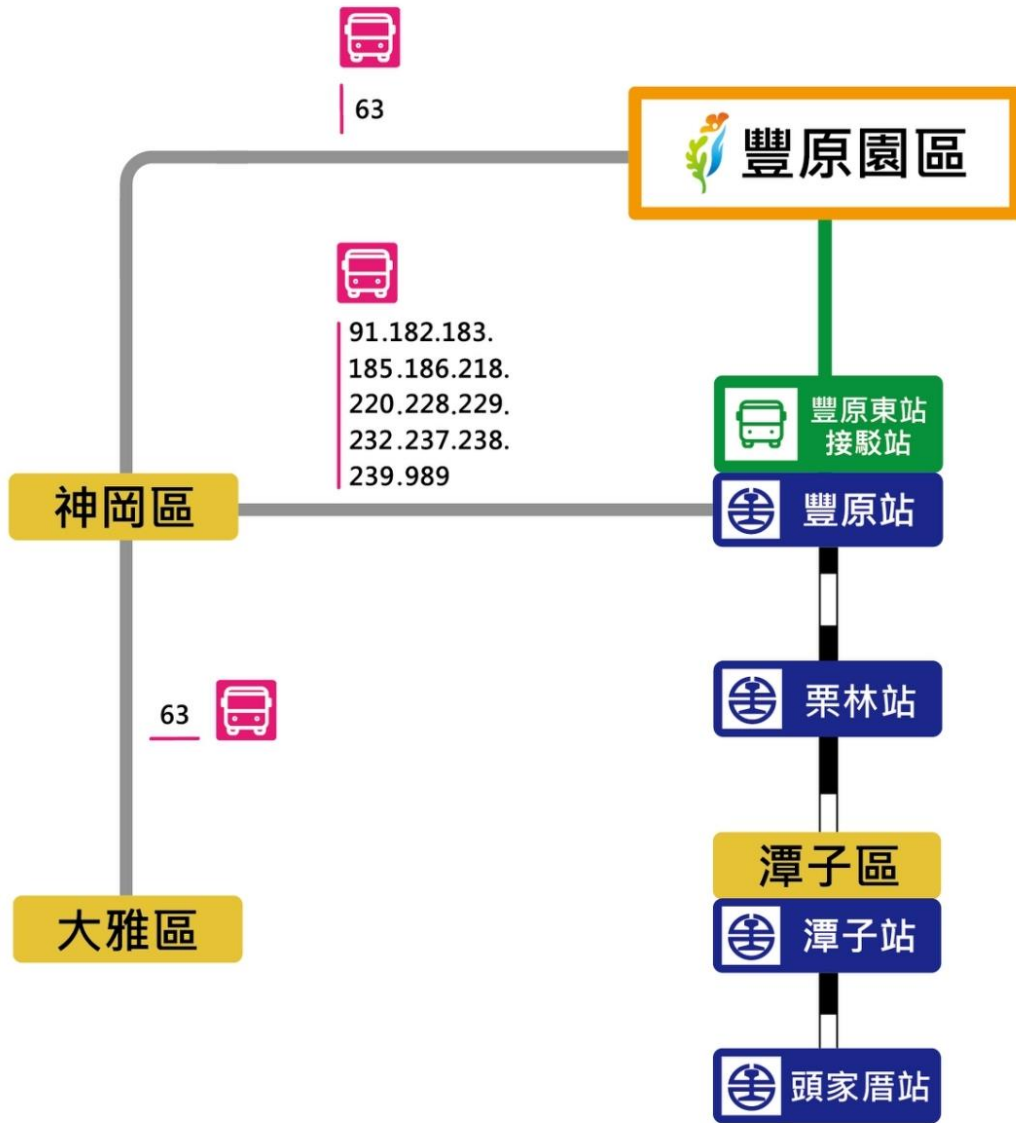 63
豐原園區
91.182.183.
185.186.218.
220.228.229.
232.237.238.
239.989
豐原東站
接駁站
神岡區
豐原站
63
栗林站
潭子區
大雅區
潭子站
頭家厝站